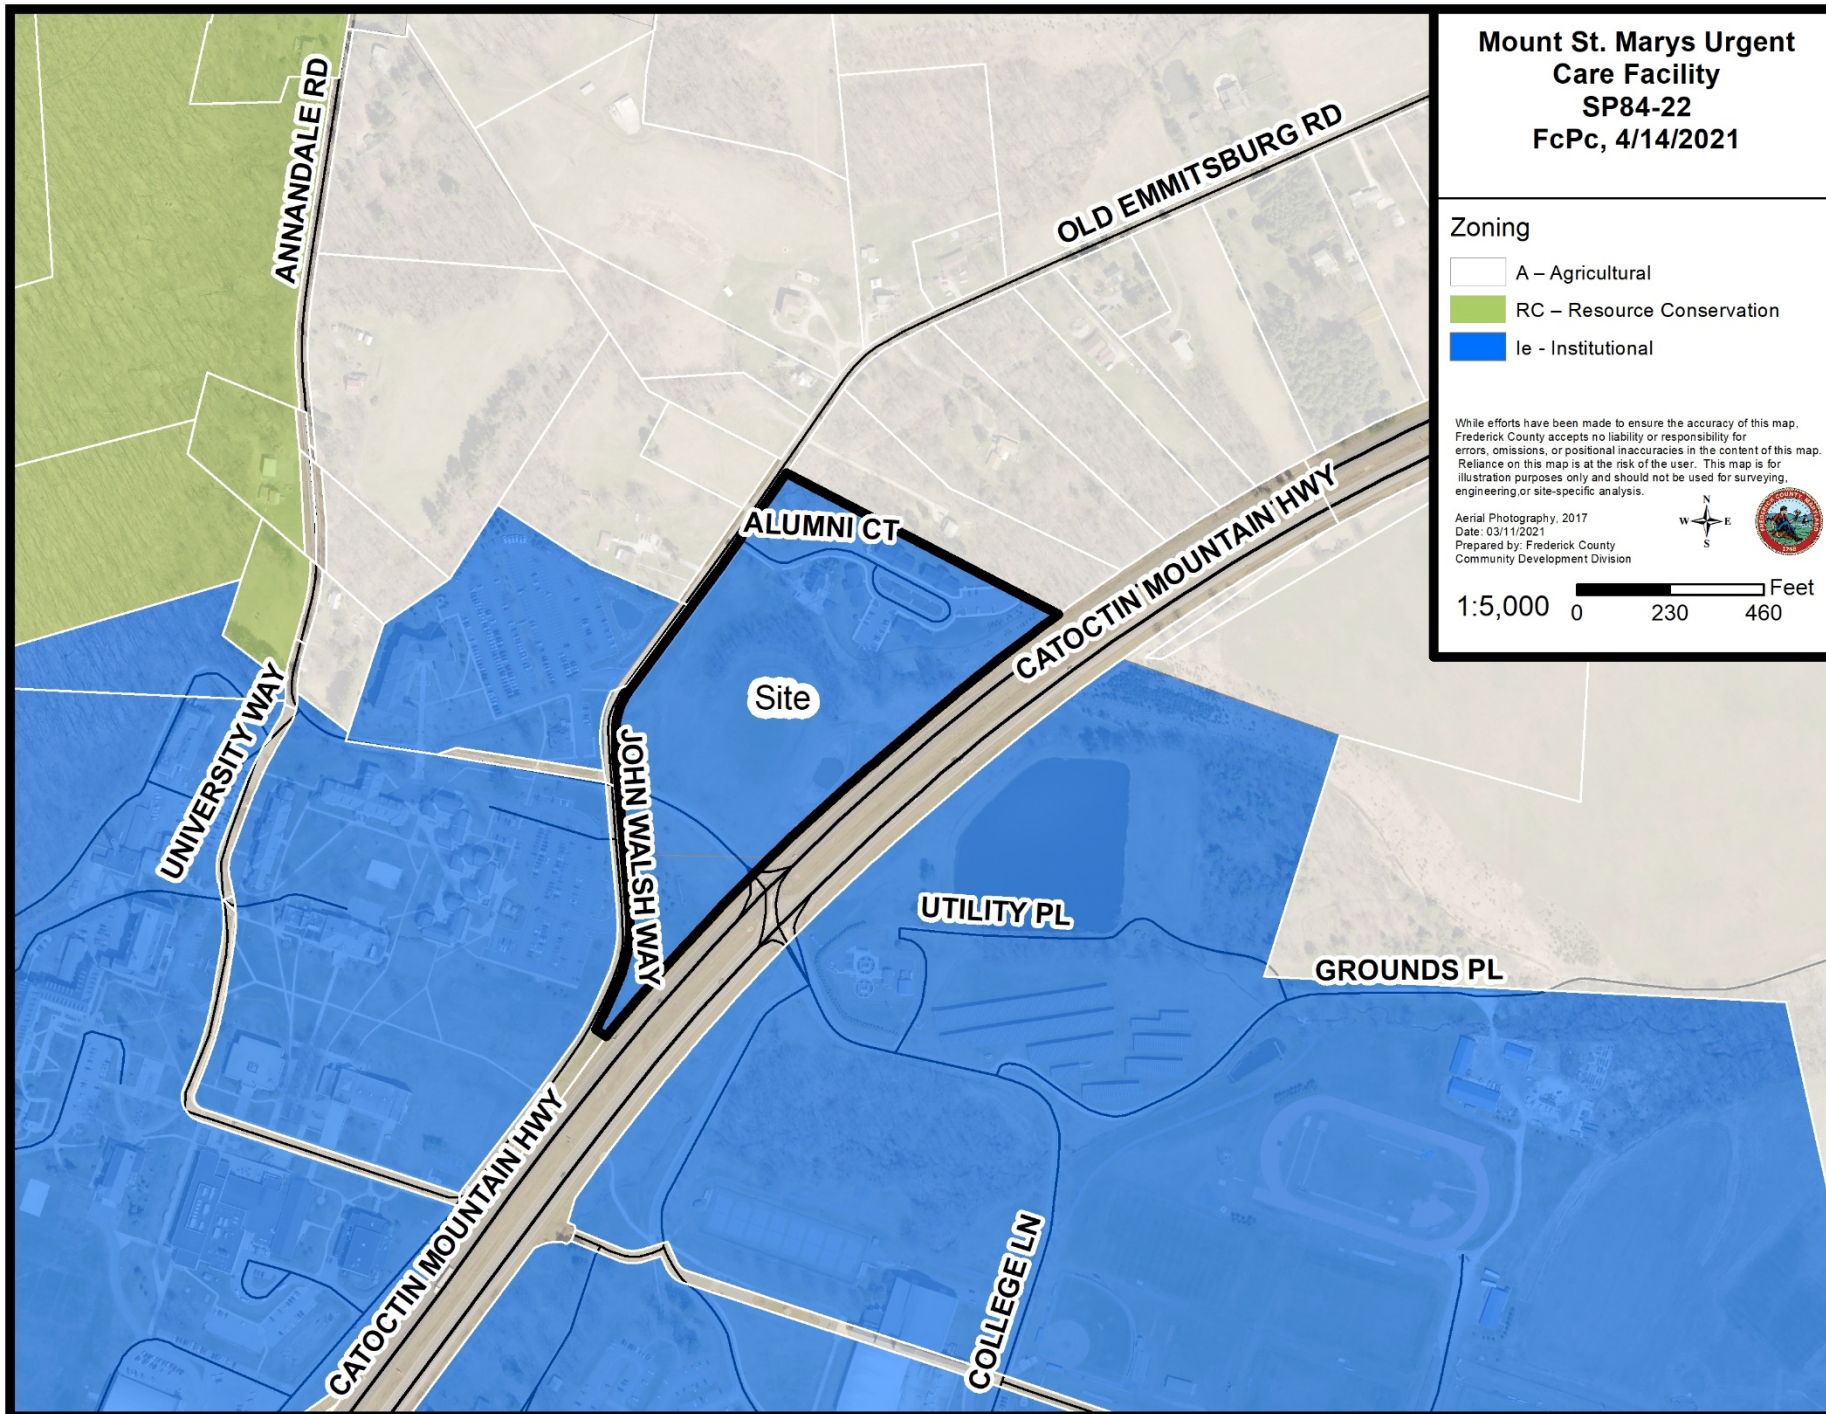 Mount St. Marys Urgent
Care Facility
SP84-22
FcPc, 4/14/2021
Zoning
A – Agricultural
RC – Resource Conservation
Ie - Institutional
While efforts have been made to ensure the accuracy of this map,
Frederick County accepts no liability or responsibility for
errors, omissions, or positional inaccuracies in the content of this map.
Reliance on this map is at the risk of the user. This map is for
illustration purposes only and should not be used for surveying,
engineering,or site-specific analysis.
Aerial Photography, 2017
Date: 03/11/2021
Prepared by: Frederick County
Community Development Division
N
W E
S
FREDERICK COUNTY, MARYLAND
1748
1:5,000
Feet
0 230 460
ANNANDALE RD
OLD EMMITSBURG RD
ALUMNI CT
CATOCTIN MOUNTAIN HWY
Site
UNIVERSITY WAY
JOHN WALSH WAY
UTILITY PL
GROUNDS PL
CATOCTIN MOUNTAIN HWY
COLLEGE LN